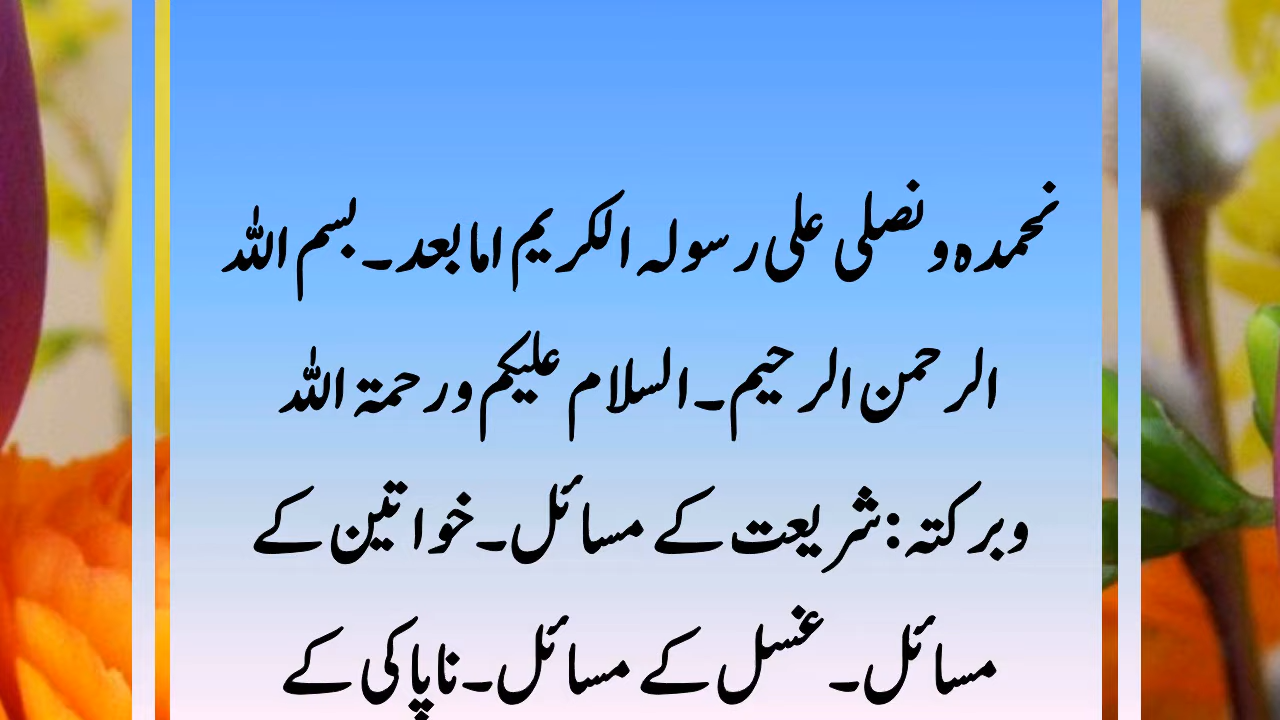 نحمدہ و نصلی علی رسولہ الکریم اما بعد۔ بسم اللہ
الرحمن الرحیم۔ السلام علیکم ورحمۃ اللہ
وبرکتہ: شریعت کے مسائل۔ خواتین کے
مسائل۔ غسل کے مسائل۔ ناپاکی کے